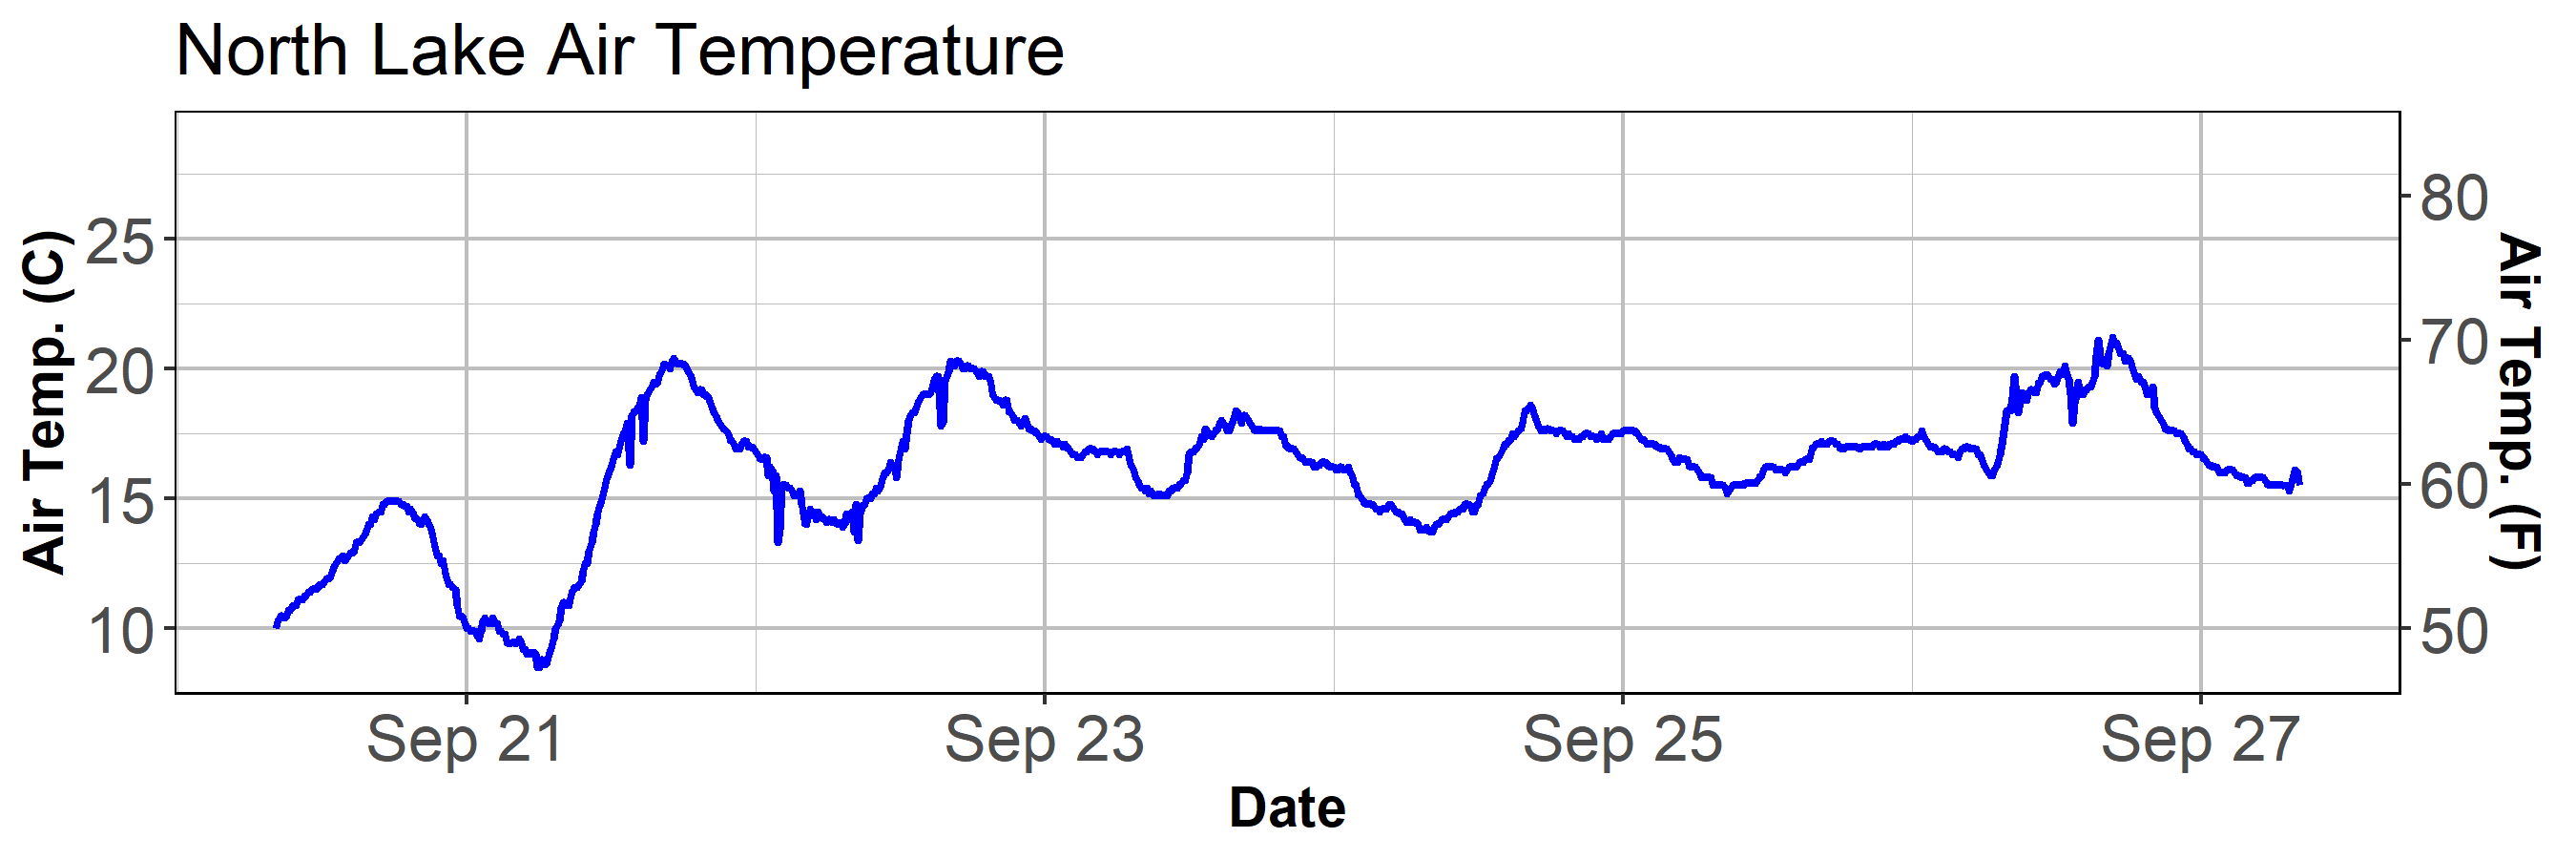 North Lake Air Temperature
Air Temp. (C)
25
20
15
10
80
70
60
50
Air Temp. (F)
Sep 21
Sep 23
Sep 25
Sep 27
Date